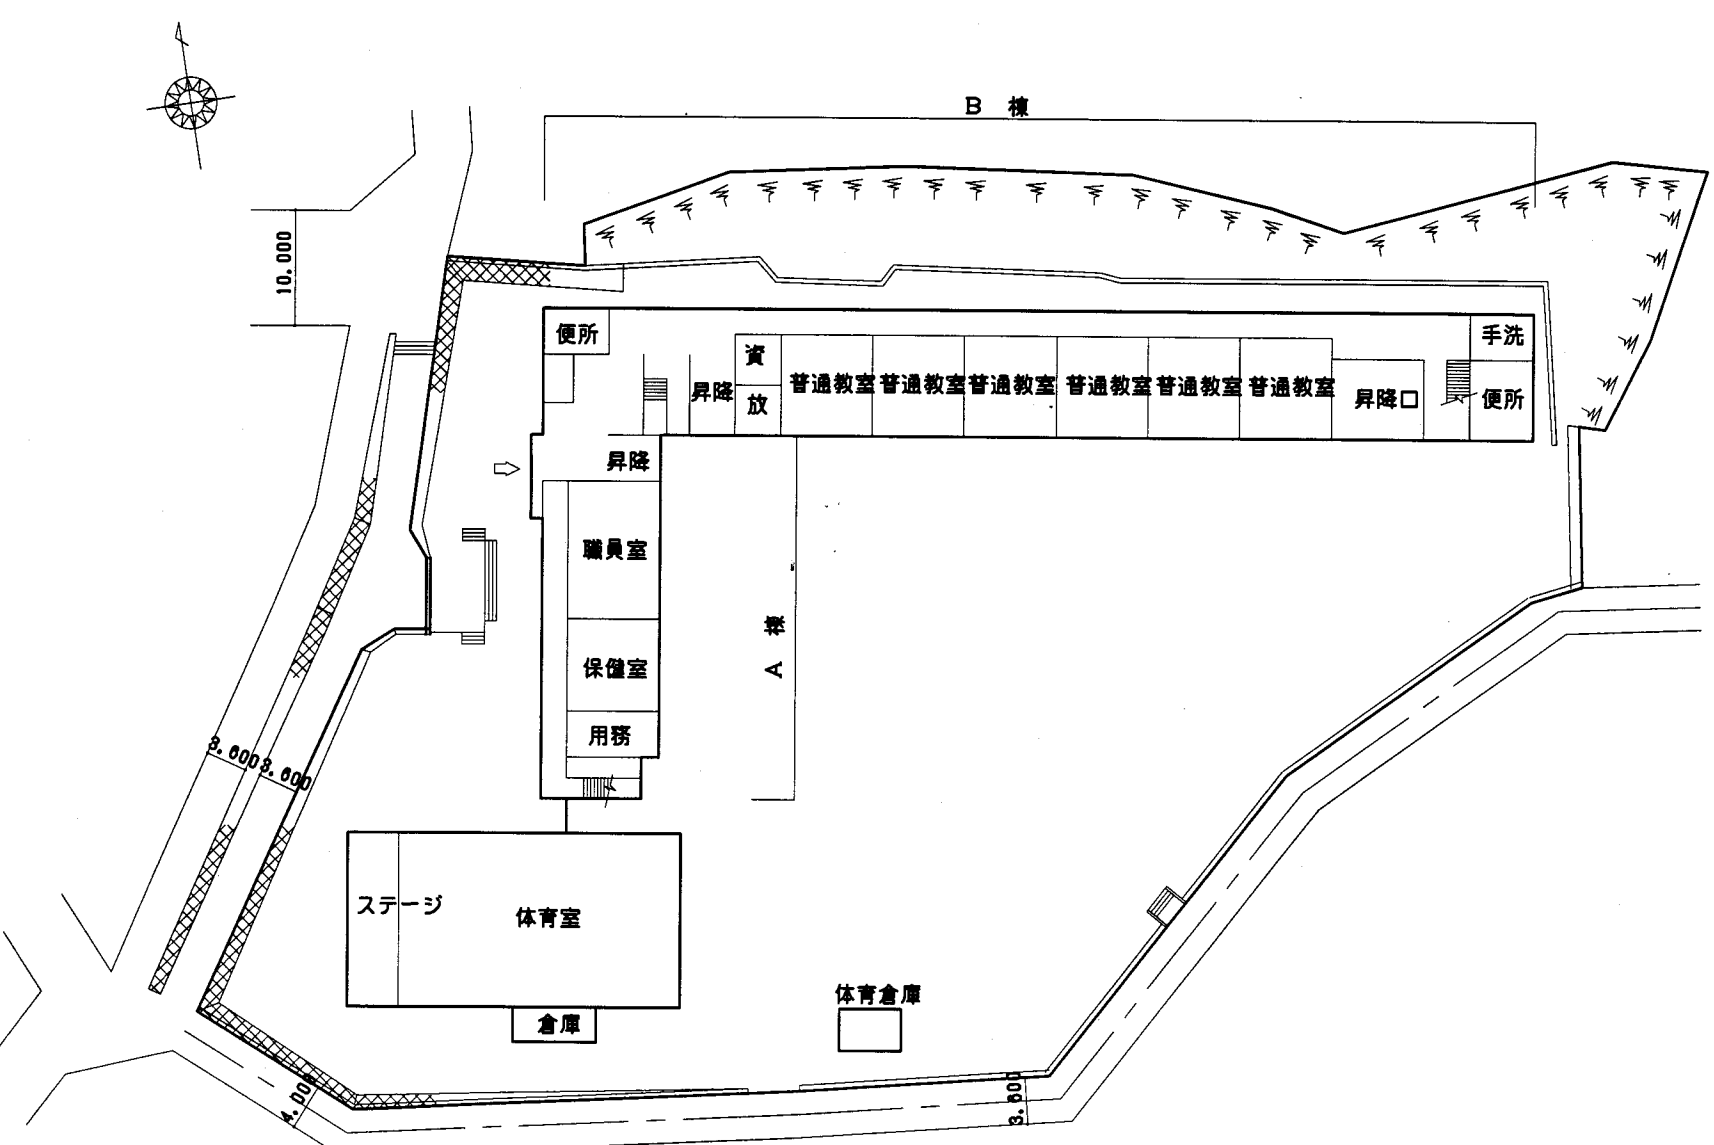 B 棟
10.000
便所
手洗
資
昇降
放
普通教室
普通教室
普通教室
普通教室
普通教室
普通教室
昇降口
便所
昇降
職員室
A 棟
保健室
用務
3.600
3.600
ステージ
体育室
体育倉庫
倉庫
4.000
3.600